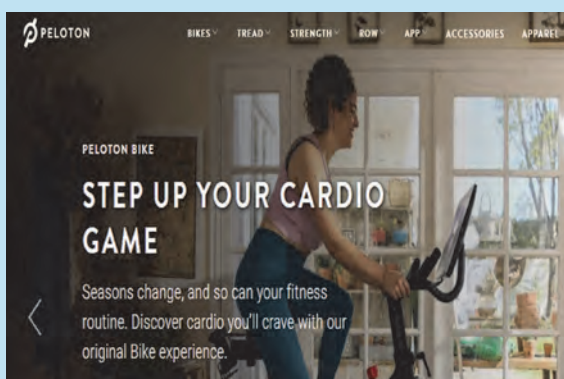 PELOTON
BIKES TREAD STRENGTH ROW APP ACCESSORIES APPAREL
PELOTON BIKE
STEP UP YOUR CARDIO
GAME
Seasons change, and so can your fitness
routine. Discover cardio you'll crave with our
original Bike experience.